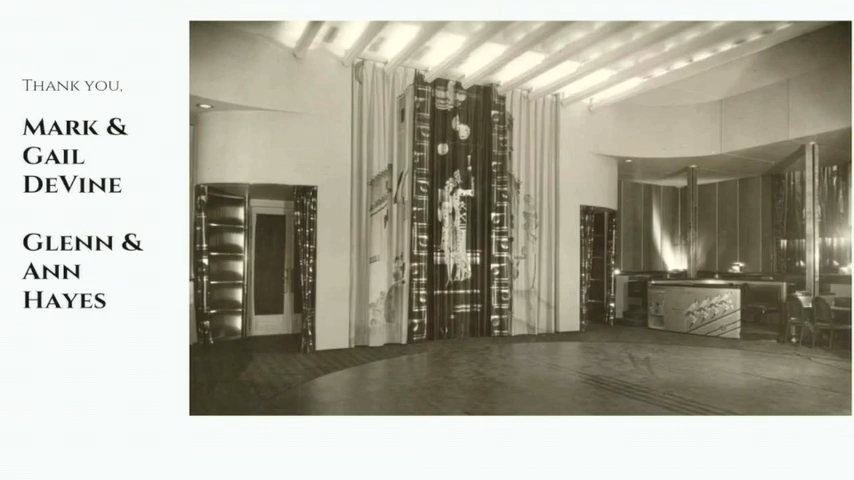 Thank you,
Mark &
Gail
DeVine
Glenn &
Ann
Hayes